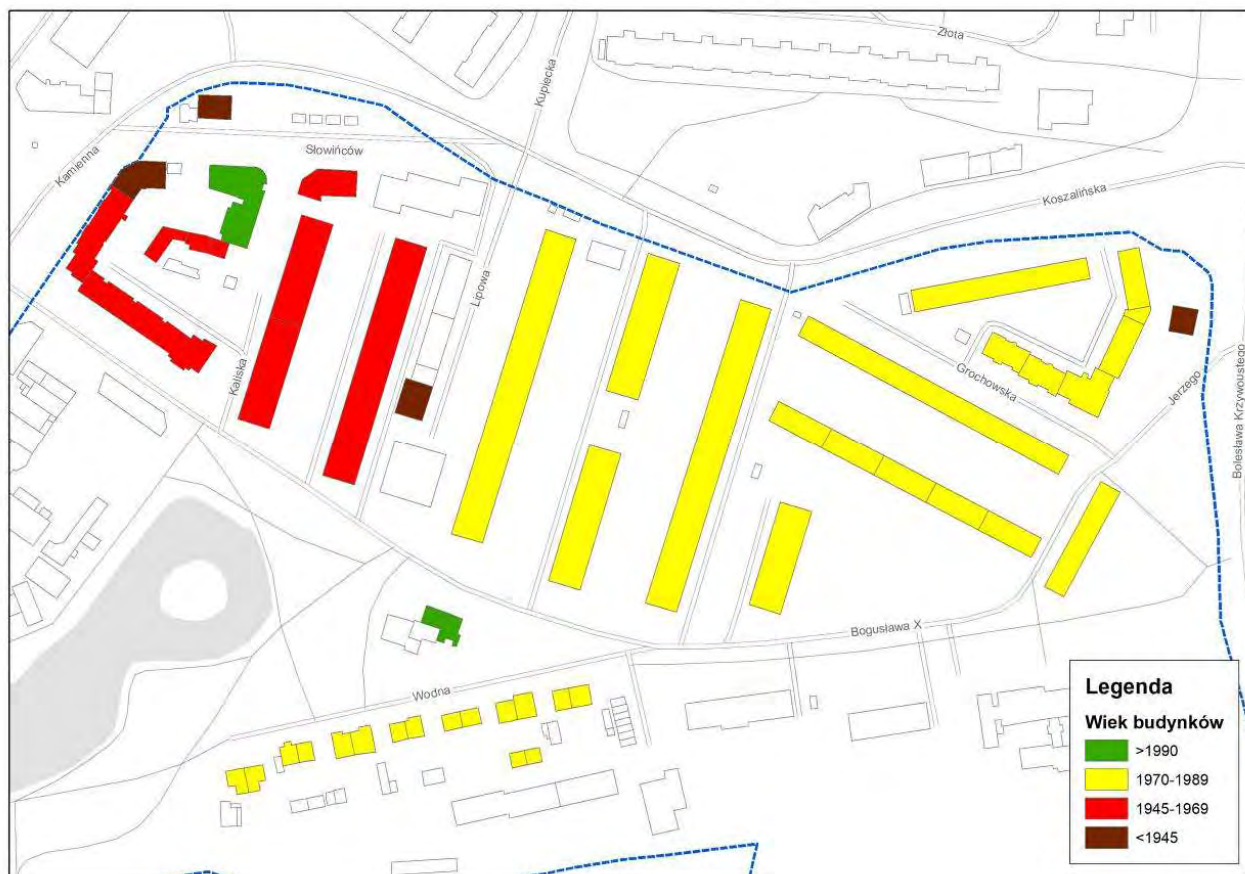 Złota
Kupiecka
Słowińców
Kamienna
Koszalińska
Lipowa
Kaliska
Grochowska
Jerzego
Bolesława Krzywoustego
Bogusława X
Wodna
Legenda
Wiek budynków
>1990
1970-1989
1945-1969
<1945